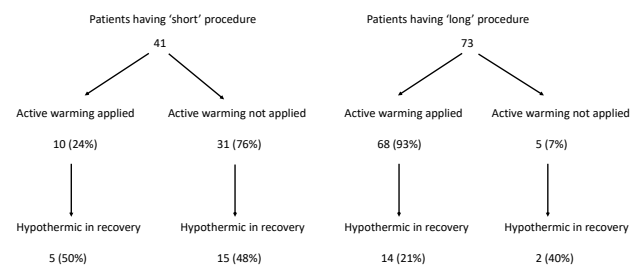 Patients having ‘short’ procedure
Patients having ‘long’ procedure
41
73
Active warming applied
Active warming not applied
Active warming applied
Active warming not applied
10 (24%)
31 (76%)
68 (93%)
5 (7%)
Hypothermic in recovery
Hypothermic in recovery
Hypothermic in recovery
Hypothermic in recovery
5 (50%)
15 (48%)
14 (21%)
2 (40%)